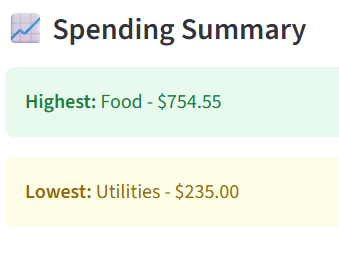 Spending Summary
Highest: Food - $754.55
Lowest: Utilities - $235.00